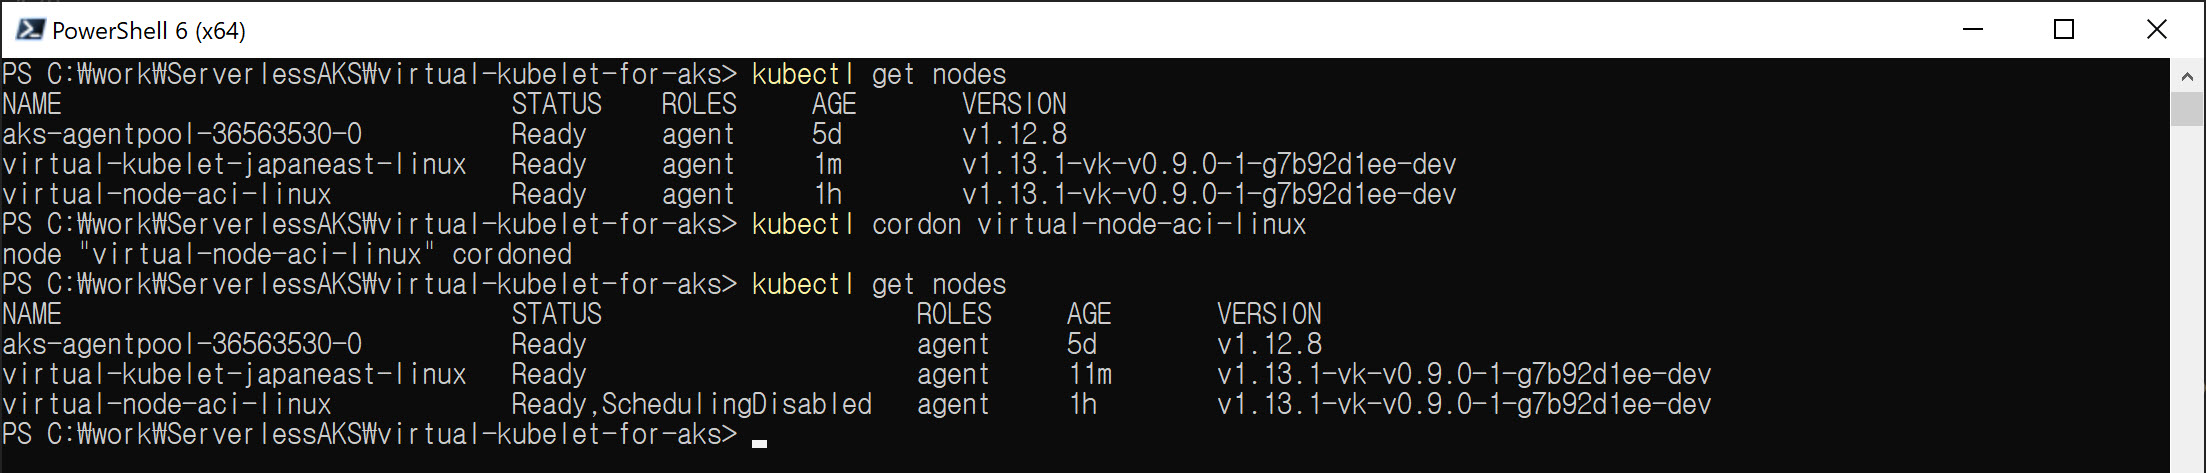 PowerShell 6 (x64)
PS C:₩work₩ServerlessAKS₩virtual-kubelet-for-aks> kubectl get nodes
NAME                              STATUS    ROLES     AGE       VERSION
aks-agentpool-36563530-0          Ready     agent     5d        v1.12.8
virtual-kubelet-japaneast-linux   Ready     agent     1m        v1.13.1-vk-v0.9.0-1-g7b92d1ee-dev
virtual-node-aci-linux            Ready     agent     1h        v1.13.1-vk-v0.9.0-1-g7b92d1ee-dev
PS C:₩work₩ServerlessAKS₩virtual-kubelet-for-aks> kubectl cordon virtual-node-aci-linux
node "virtual-node-aci-linux" cordoned
PS C:₩work₩ServerlessAKS₩virtual-kubelet-for-aks> kubectl get nodes
NAME                              STATUS                     ROLES     AGE       VERSION
aks-agentpool-36563530-0          Ready                      agent     5d        v1.12.8
virtual-kubelet-japaneast-linux   Ready                      agent     11m       v1.13.1-vk-v0.9.0-1-g7b92d1ee-dev
virtual-node-aci-linux            Ready,SchedulingDisabled   agent     1h        v1.13.1-vk-v0.9.0-1-g7b92d1ee-dev
PS C:₩work₩ServerlessAKS₩virtual-kubelet-for-aks>